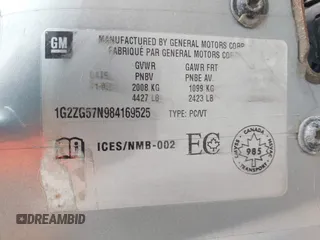 GM
MANUFACTURED BY GENERAL MOTORS CORP
FABRIQUÉ PAR GENERAL MOTORS CORP
GVWR GAWR FRT
PNBV PNBE AV.
2008 KG 1099 KG
4427 LB 2423 LB
1G2ZG57N984169525 TYPE: PC/VT
ICES/NMB-002 EC
CANADA
985
TRANSPORT
DREAMBID